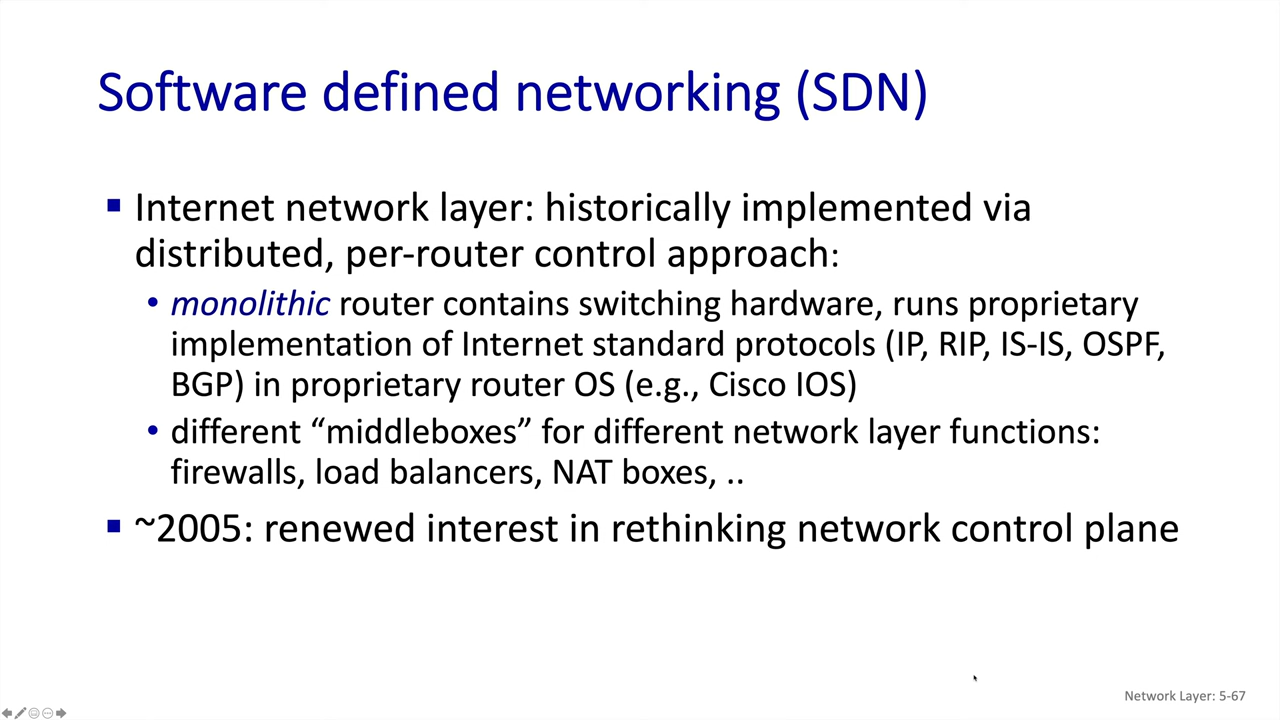 Software defined networking (SDN)
▪ Internet network layer: historically implemented via
distributed, per-router control approach:
• monolithic router contains switching hardware, runs proprietary
implementation of Internet standard protocols (IP, RIP, IS-IS, OSPF,
BGP) in proprietary router OS (e.g., Cisco IOS)
• different “middleboxes” for different network layer functions:
firewalls, load balancers, NAT boxes, ..
▪ ~2005: renewed interest in rethinking network control plane
Network Layer: 5-67